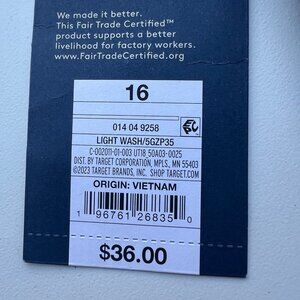 We made it better.
This Fair Trade Certified™
product supports a better
livelihood for factory workers.
www.FairTradeCertified.org
16
014 04 9258
LIGHT WASH/5GZP35
C-002011-01-003 UT18_50A03-0025
DIST. BY TARGET CORPORATION, MPLS, MN 55403
©2023 TARGET BRANDS, INC. SHOP TARGET.COM
ORIGIN: VIETNAM
1 96761 26835 0
$36.00